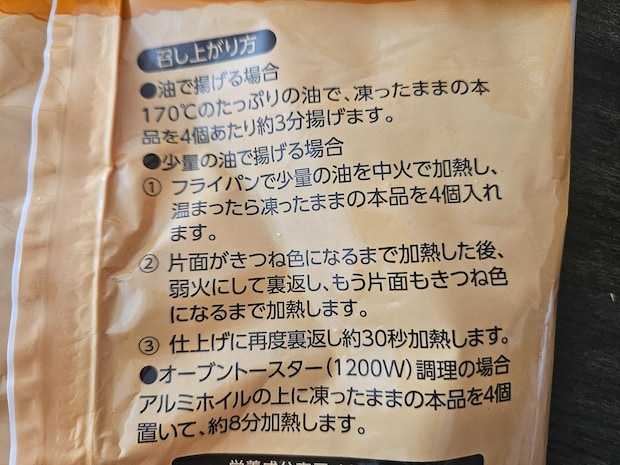 召し上がり方
●油で揚げる場合
170℃のたっぷりの油で、凍ったままの本
品を4個あたり約3分揚げます。
●少量の油で揚げる場合
① フライパンで少量の油を中火で加熱し、
温まったら凍ったままの本品を4個入れ
ます。
② 片面がきつね色になるまで加熱した後、
弱火にして裏返し、もう片面もきつね色
になるまで加熱します。
③ 仕上げに再度裏返し約30秒加熱します。
●オーブントースター(1200W)調理の場合
アルミホイルの上に凍ったままの本品を4個
置いて、約8分加熱します。